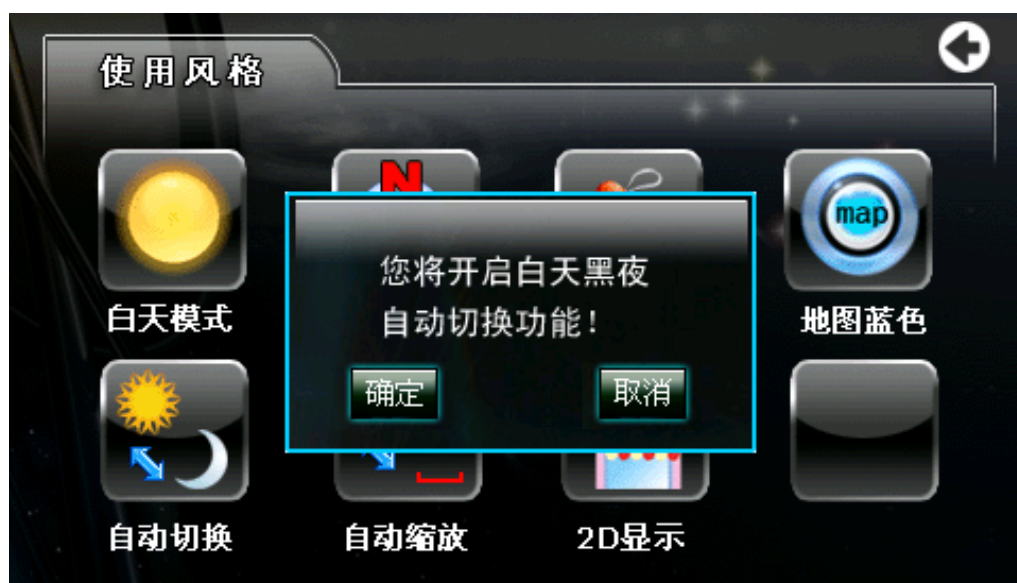 使用风格
N
map
白天模式
地图蓝色
您将开启白天黑夜
自动切换功能!
确定
取消
自动切换
自动缩放
2D显示